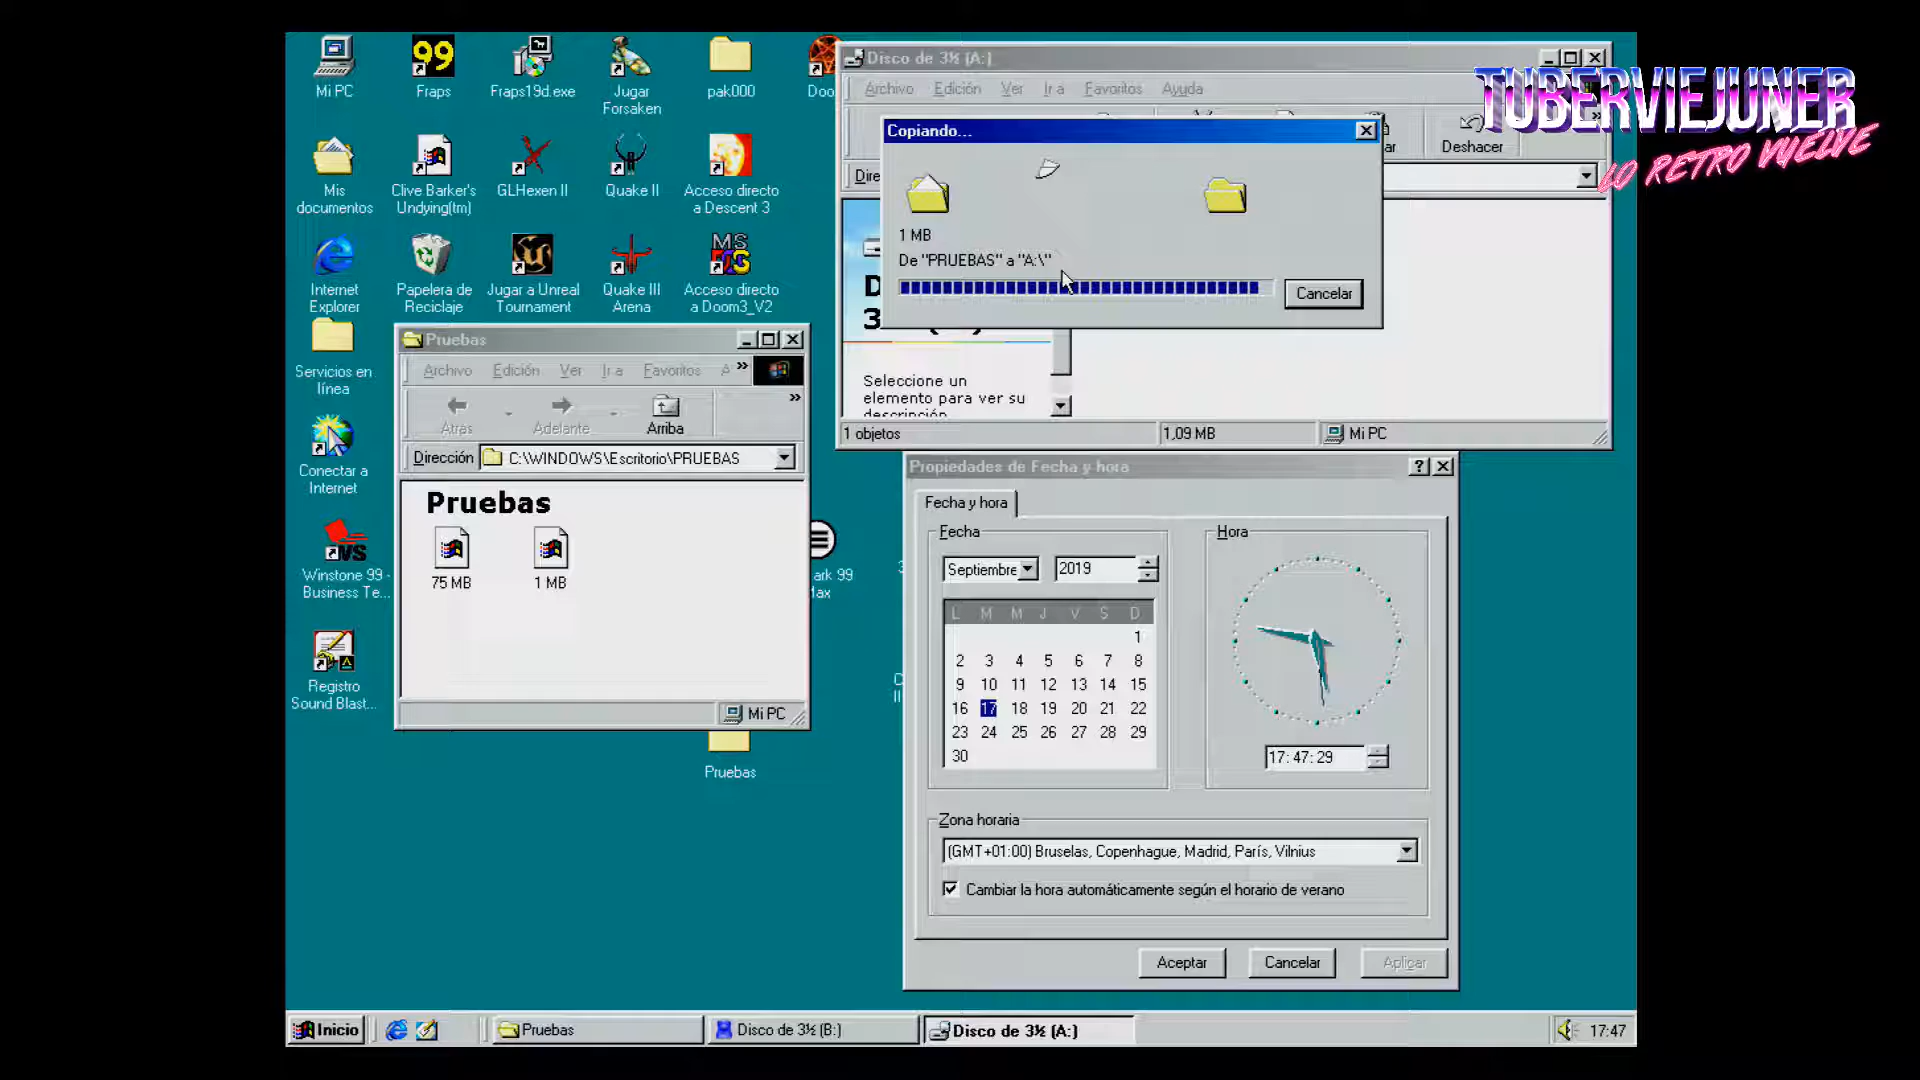 Mi PC
Fraps
Fraps19d.exe
Jugar
Forsaken
pak000
Mis
documentos
Clive Barker's
Undying(tm)
GLHexen II
Quake II
Acceso directo
a Descent 3
Internet
Explorer
Papelera de
Reciclaje
Jugar a Unreal
Tournament
Quake III
Arena
MS
Acceso directo
a Doom3_V2
Servicios en
línea
Conectar a
Internet
Winstone 99 -
Business Te...
Registro
Sound Blast...
99
VS
Disco de 3½ (A:)
Archivo Edición Ver Ir a Favoritos Ayuda
Deshacer
TUBERVIEJUNER
LO RETRO VUELVE
Copiando...
1 MB
De "PRUEBAS" a "A:\"
Cancelar
Seleccione un
elemento para ver su
descripción
1 objetos
1,09 MB
Mi PC
Pruebas
Archivo Edición Ver Ir a Favoritos A »
Atrás Adelante Arriba
Dirección C:\WINDOWS\Escritorio\PRUEBAS
Pruebas
75 MB 1 MB
Mi PC
Pruebas
ark 99
Propiedades de Fecha y hora
Fecha y hora
Fecha
Septiembre 2019
L M M J V S D
1
2 3 4 5 6 7 8
9 10 11 12 13 14 15
16 17 18 19 20 21 22
23 24 25 26 27 28 29
30
Hora
17:47:29
Zona horaria
(GMT+01:00) Bruselas, Copenhague, Madrid, París, Vilnius
Cambiar la hora automáticamente según el horario de verano
Aceptar Cancelar Aplicar
Inicio Pruebas Disco de 3½ (B:) Disco de 3½ (A:) 17:47